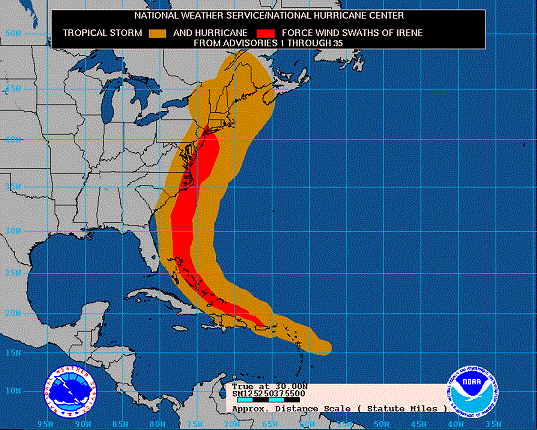 NATIONAL WEATHER SERVICE/NATIONAL HURRICANE CENTER
TROPICAL STORM AND HURRICANE FORCE WIND SWATHS OF IRENE
FROM ADVISORIES 1 THROUGH 35
50N
45N
40N
35N
30N
25N
20N
15N
10N
True at 30.00N
SM125250375500
Approx. Distance Scale ( Statute Miles )
NOAA
95W 90W 85W 80W 75W 70W 65W 60W 55W 50W 45W 40W 35W